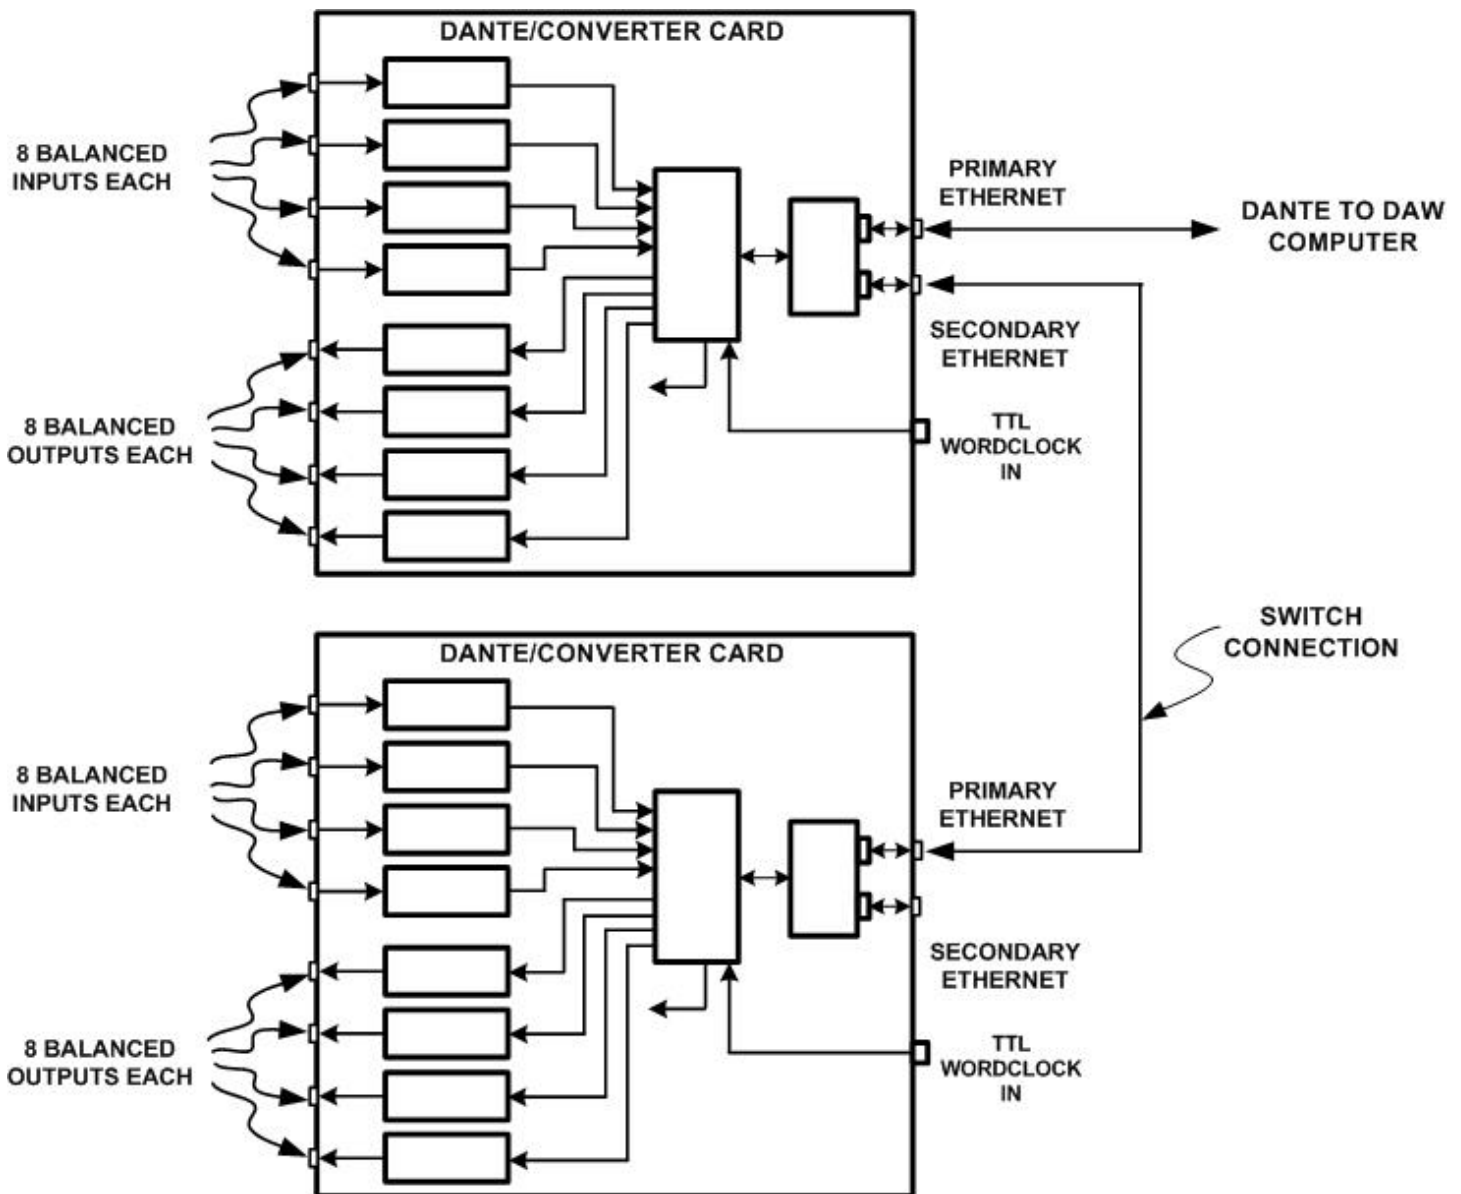 DANTE/CONVERTER CARD
8 BALANCED
INPUTS EACH
PRIMARY
ETHERNET
DANTE TO DAW
COMPUTER
SECONDARY
ETHERNET
8 BALANCED
OUTPUTS EACH
TTL
WORDCLOCK
IN
SWITCH
CONNECTION
DANTE/CONVERTER CARD
8 BALANCED
INPUTS EACH
PRIMARY
ETHERNET
SECONDARY
ETHERNET
8 BALANCED
OUTPUTS EACH
TTL
WORDCLOCK
IN